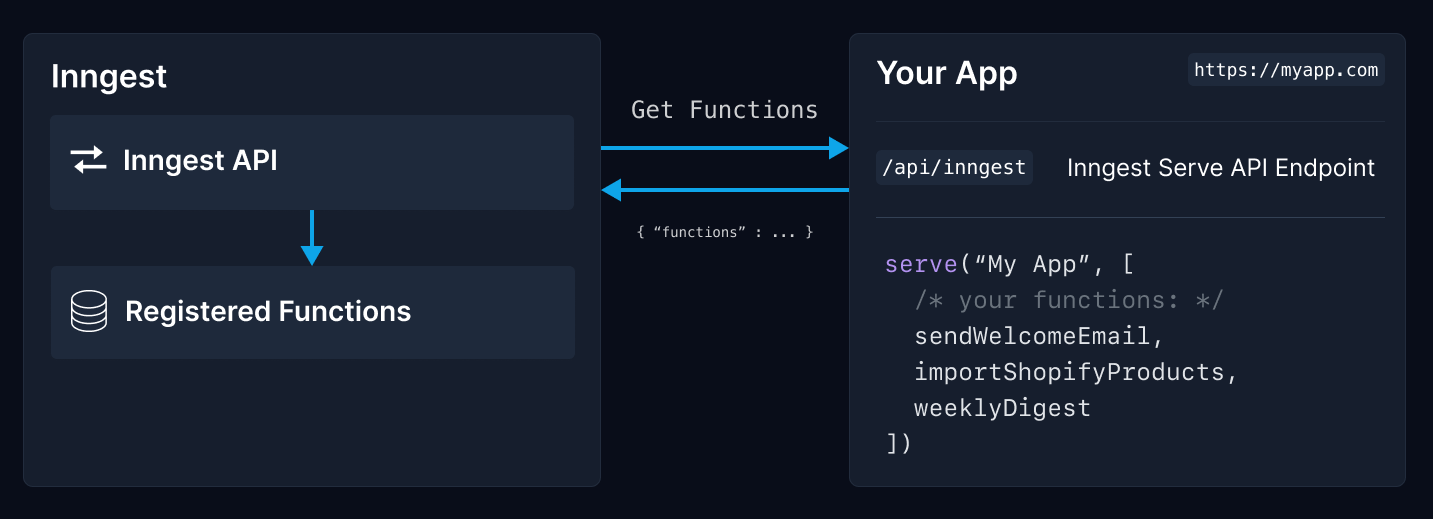 Inngest
Inngest API
Registered Functions
Get Functions
{ “functions” : ... }
Your App
https://myapp.com
/api/inngest
Inngest Serve API Endpoint
serve(“My App”, [
  /* your functions: */
  sendWelcomeEmail,
  importShopifyProducts,
  weeklyDigest
])